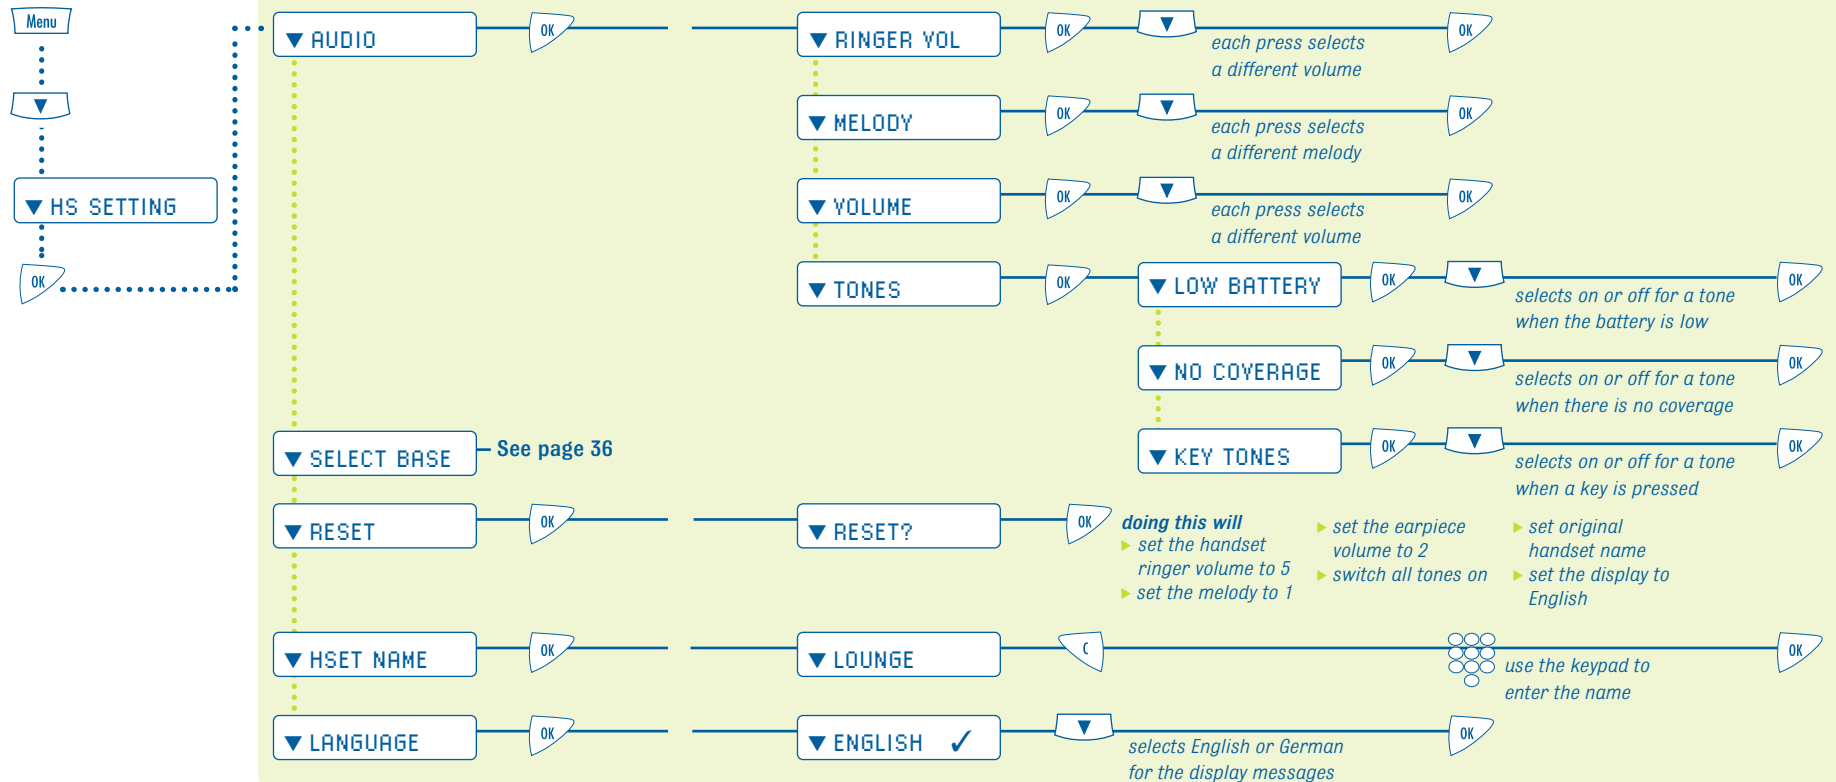 Menu
▼ HS SETTING
OK
▼ AUDIO
OK
▼ RINGER VOL
OK
▼
each press selects
a different volume
OK
▼ MELODY
OK
▼
each press selects
a different melody
OK
▼ VOLUME
OK
▼
each press selects
a different volume
OK
▼ TONES
OK
▼ LOW BATTERY
OK
▼
selects on or off for a tone
when the battery is low
OK
▼ NO COVERAGE
OK
▼
selects on or off for a tone
when there is no coverage
OK
▼ KEY TONES
OK
▼
selects on or off for a tone
when a key is pressed
OK
▼ SELECT BASE
See page 36
▼ RESET
OK
▼ RESET?
OK
doing this will
▶ set the handset
ringer volume to 5
▶ set the melody to 1
▶ set the earpiece
volume to 2
▶ switch all tones on
▶ set original
handset name
▶ set the display to
English
▼ HSET NAME
OK
▼ LOUNGE
C
use the keypad to
enter the name
OK
▼ LANGUAGE
OK
▼ ENGLISH ✓
▼
selects English or German
for the display messages
OK